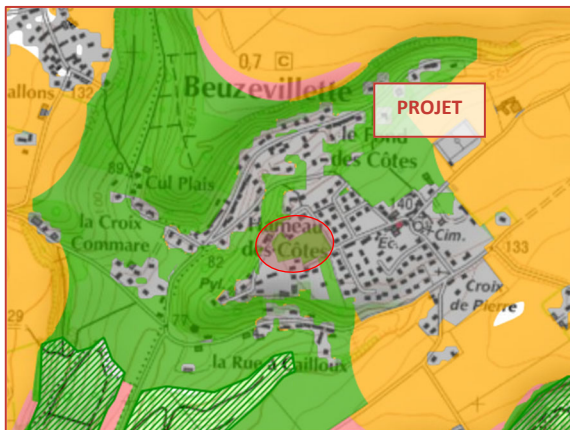 0,7 C
Beuzevillette
allons
132
PROJET
le Fond
des Côtes
89
Cul Plais
140
la Croix
Commare
Hameau
des Côtes
Ec.
Cim.
133
82
Pyl.
Croix
de Pierre
29
77
la Rue à Cailloux